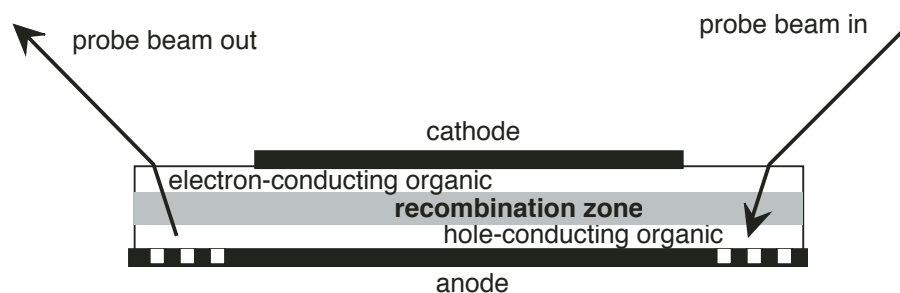 probe beam in
probe beam out
cathode
electron-conducting organic
recombination zone
hole-conducting organic
anode